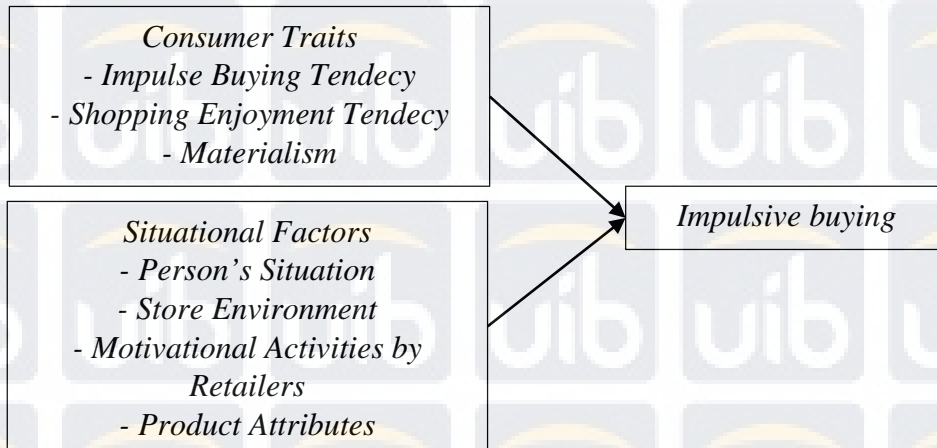 Consumer Traits
- Impulse Buying Tendecy
- Shopping Enjoyment Tendecy
- Materialism
Situational Factors
- Person's Situation
- Store Environment
- Motivational Activities by
Retailers
- Product Attributes
Impulsive buying
uib